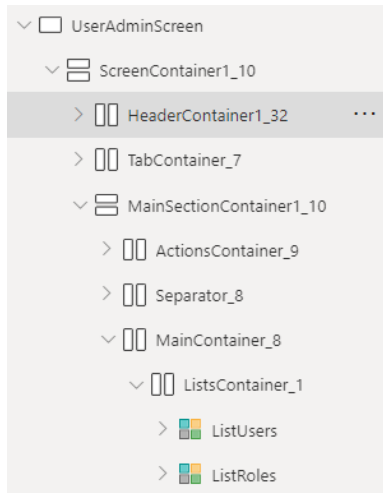 UserAdminScreen
ScreenContainer1_10
HeaderContainer1_32
TabContainer_7
MainSectionContainer1_10
ActionsContainer_9
Separator_8
MainContainer_8
ListsContainer_1
ListUsers
ListRoles